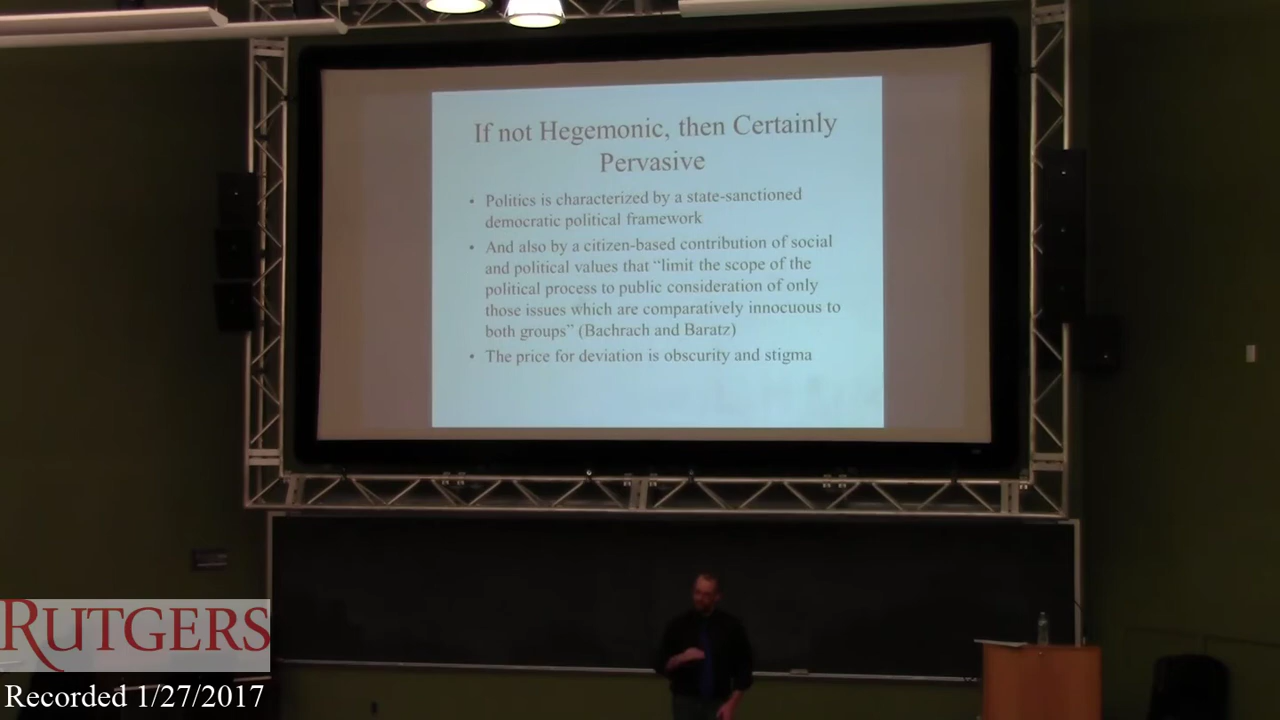 If not Hegemonic, then Certainly
Pervasive
• Politics is characterized by a state-sanctioned
democratic political framework
• And also by a citizen-based contribution of social
and political values that “limit the scope of the
political process to public consideration of only
those issues which are comparatively innocuous to
both groups” (Bachrach and Baratz)
• The price for deviation is obscurity and stigma
RUTGERS
Recorded 1/27/2017